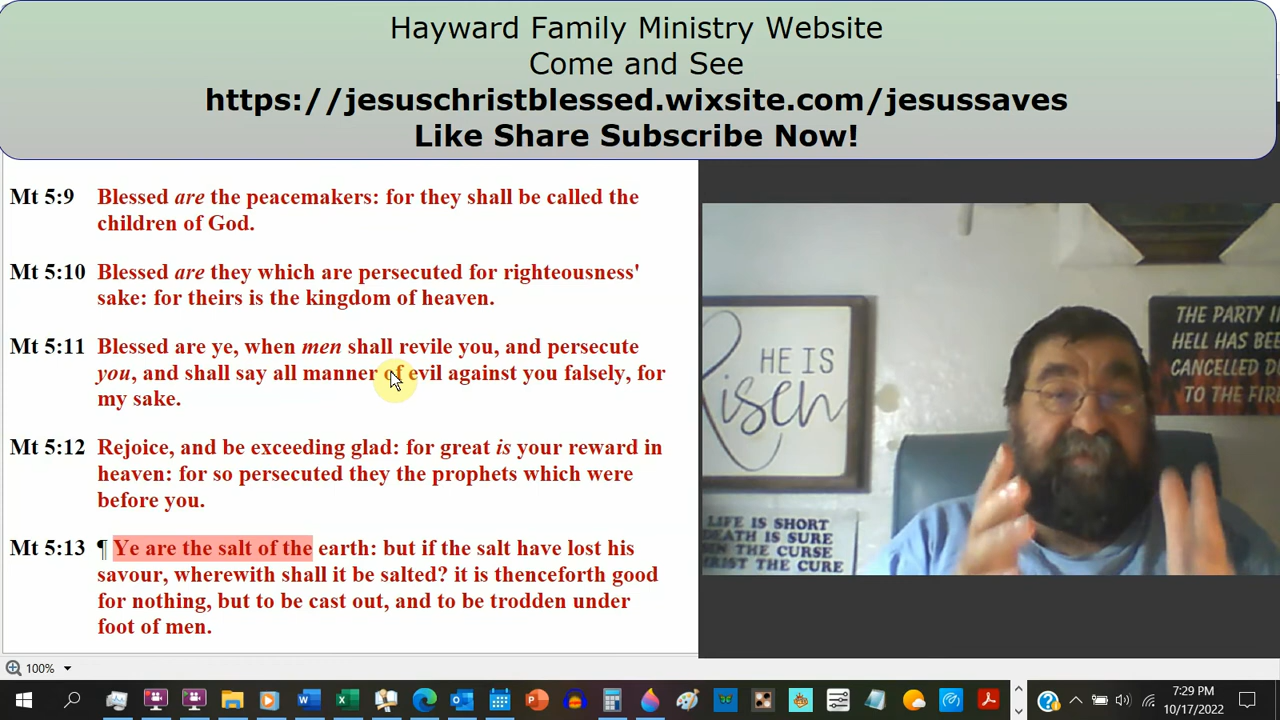 Hayward Family Ministry Website
Come and See
https://jesuschristblessed.wixsite.com/jesussaves
Like Share Subscribe Now!
Mt 5:9 Blessed are the peacemakers: for they shall be called the
children of God.
Mt 5:10 Blessed are they which are persecuted for righteousness'
sake: for theirs is the kingdom of heaven.
Mt 5:11 Blessed are ye, when men shall revile you, and persecute
you, and shall say all manner of evil against you falsely, for
my sake.
Mt 5:12 Rejoice, and be exceeding glad: for great is your reward in
heaven: for so persecuted they the prophets which were
before you.
Mt 5:13 ¶ Ye are the salt of the earth: but if the salt have lost his
savour, wherewith shall it be salted? it is thenceforth good
for nothing, but to be cast out, and to be trodden under
foot of men.
HE IS
Risen
THE PARTY
HELL HAS
CANCELLED
TO THE
LIFE IS SHORT
DEATH IS SURE
THE CURSE
THE CURE
100%
7:29 PM
10/17/2022